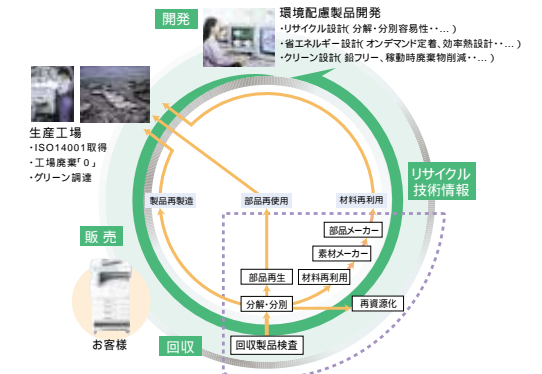 開発
環境配慮製品開発
・リサイクル設計( 分解・分別容易性・・… )
・省エネルギー設計( オンデマンド定着、効率熱設計・・… )
・クリーン設計( 鉛フリー、稼動時廃棄物削減・・… )
生産工場
・ISO14001取得
・工場廃棄「0」
・グリーン調達
リサイクル
技術情報
製品再製造
部品再使用
材料再利用
販売
部品メーカー
素材メーカー
部品再生
材料再利用
分解・分別
再資源化
お客様
回収
回収製品検査